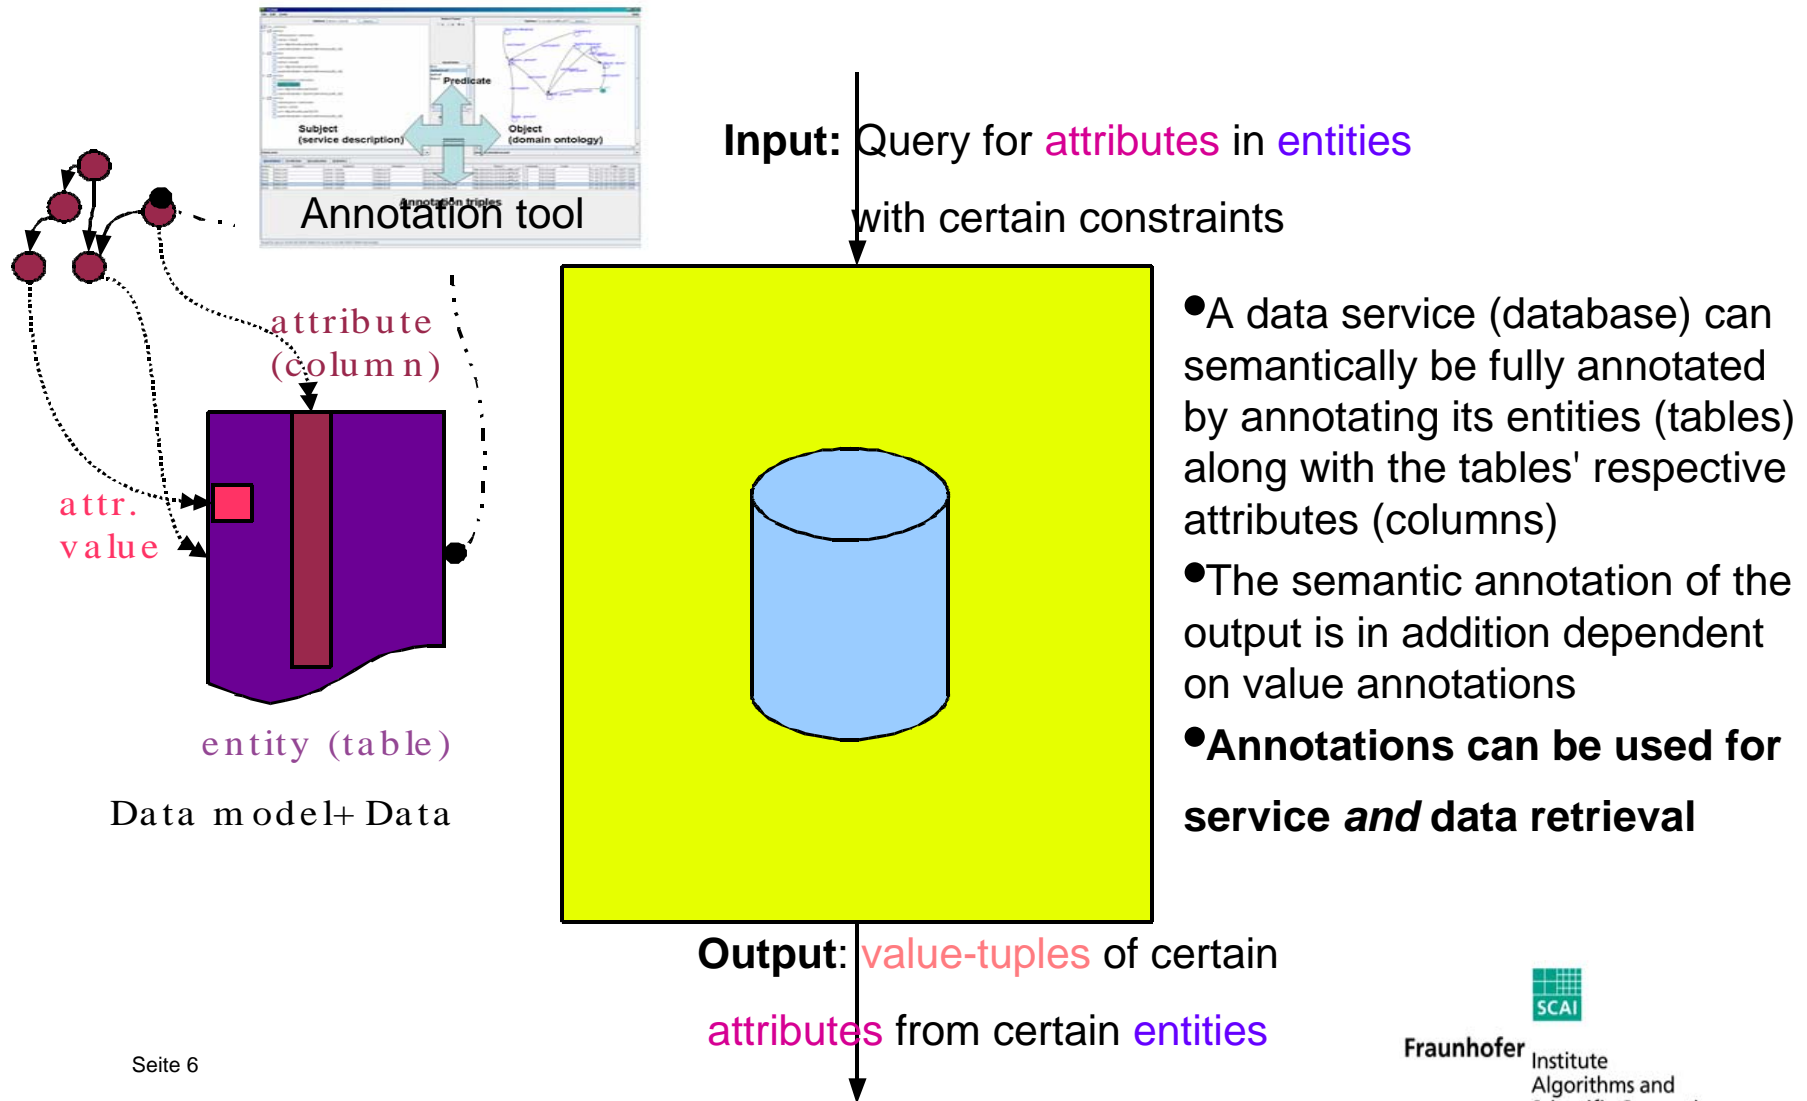 Predicate
Subject
(service description)
Object
(domain ontology)
Annotation triples
Annotation tool
Input: Query for attributes in entities
with certain constraints
attribute
(column)
attr.
value
entity (table)
Data model+ Data
•A data service (database) can
semantically be fully annotated
by annotating its entities (tables)
along with the tables' respective
attributes (columns)
•The semantic annotation of the
output is in addition dependent
on value annotations
•Annotations can be used for
service and data retrieval
Output: value-tuples of certain
attributes from certain entities
Seite 6
SCAI
Fraunhofer
Institute
Algorithms and